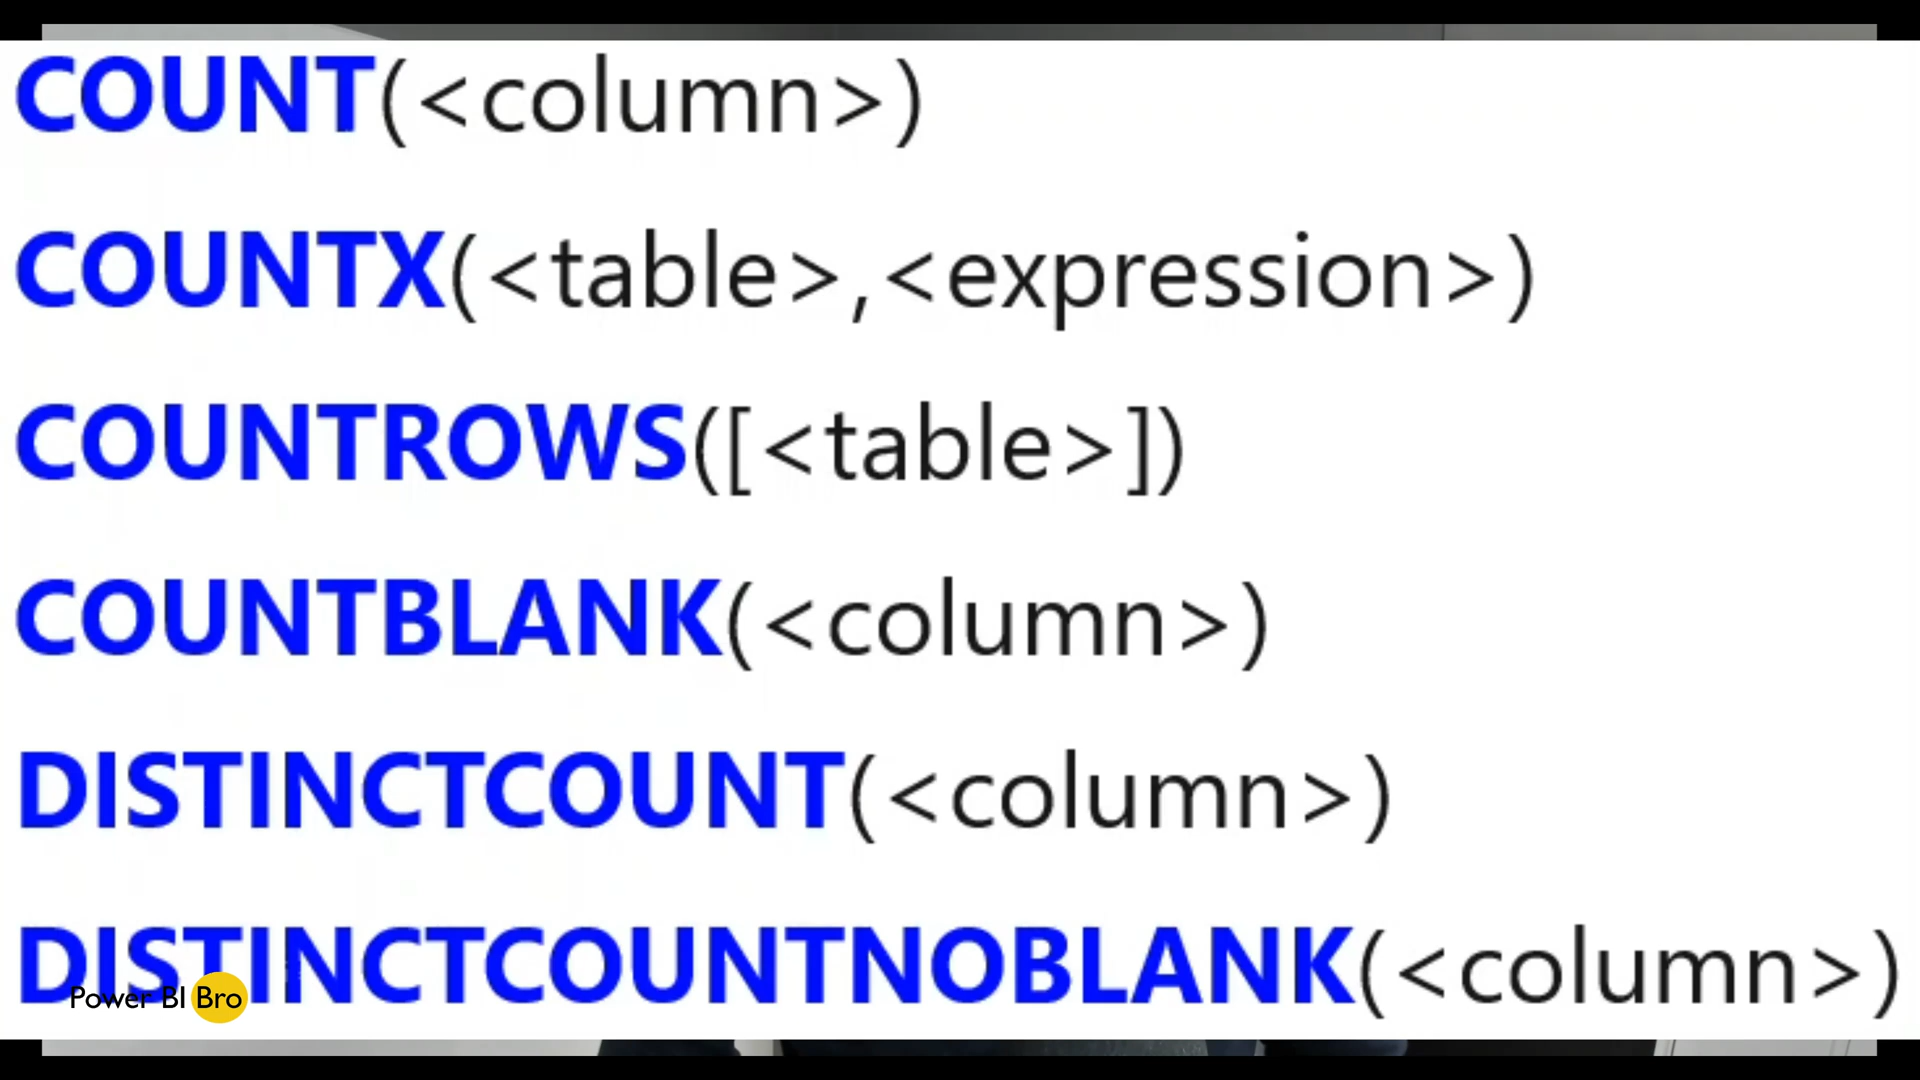 COUNT(<column>)
COUNTX(<table>,<expression>)
COUNTROWS([<table>])
COUNTBLANK(<column>)
DISTINCTCOUNT(<column>)
DISTINCTCOUNTNOBLANK(<column>)
Power BI Bro